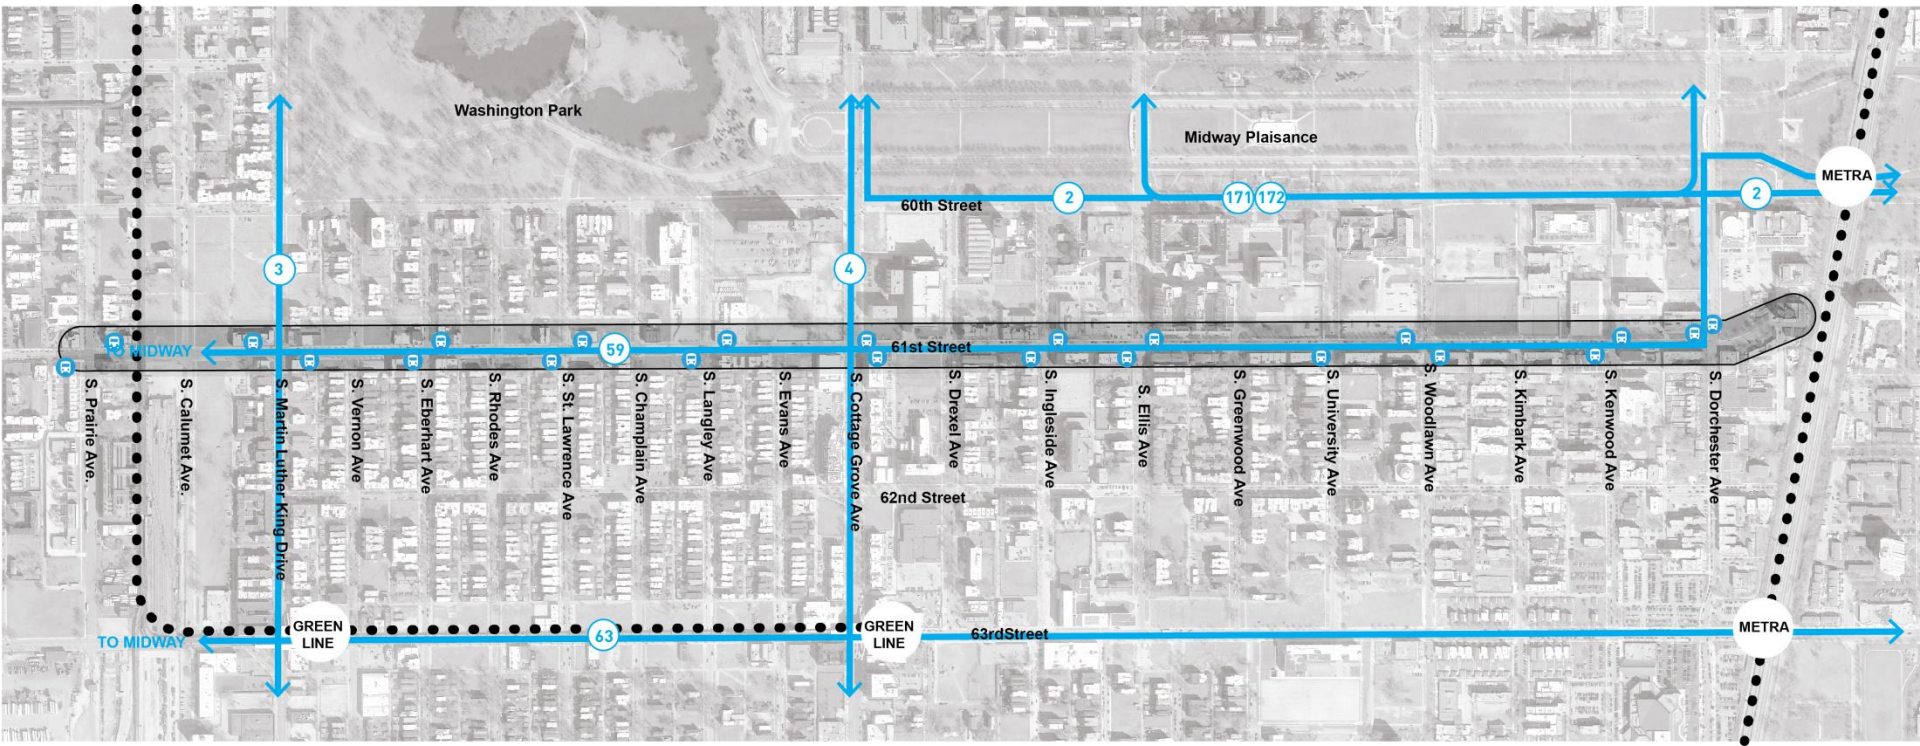 Washington Park
Midway Plaisance
METRA
60th Street
2
171
172
2
3
4
TO MIDWAY
59
61st Street
S. Prairie Ave.
S. Calumet Ave.
S. Martin Luther King Drive
S. Vernon Ave
S. Eberhart Ave
S. Rhodes Ave
S. St. Lawrence Ave
S. Champlain Ave
S. Langley Ave
S. Evans Ave
S. Cottage Grove Ave
S. Drexel Ave
S. Ingleside Ave
S. Ellis Ave
S. Greenwood Ave
S. University Ave
S. Woodlawn Ave
S. Kimbark Ave
S. Kenwood Ave
S. Dorchester Ave
62nd Street
TO MIDWAY
GREEN
LINE
63
GREEN
LINE
63rdStreet
METRA